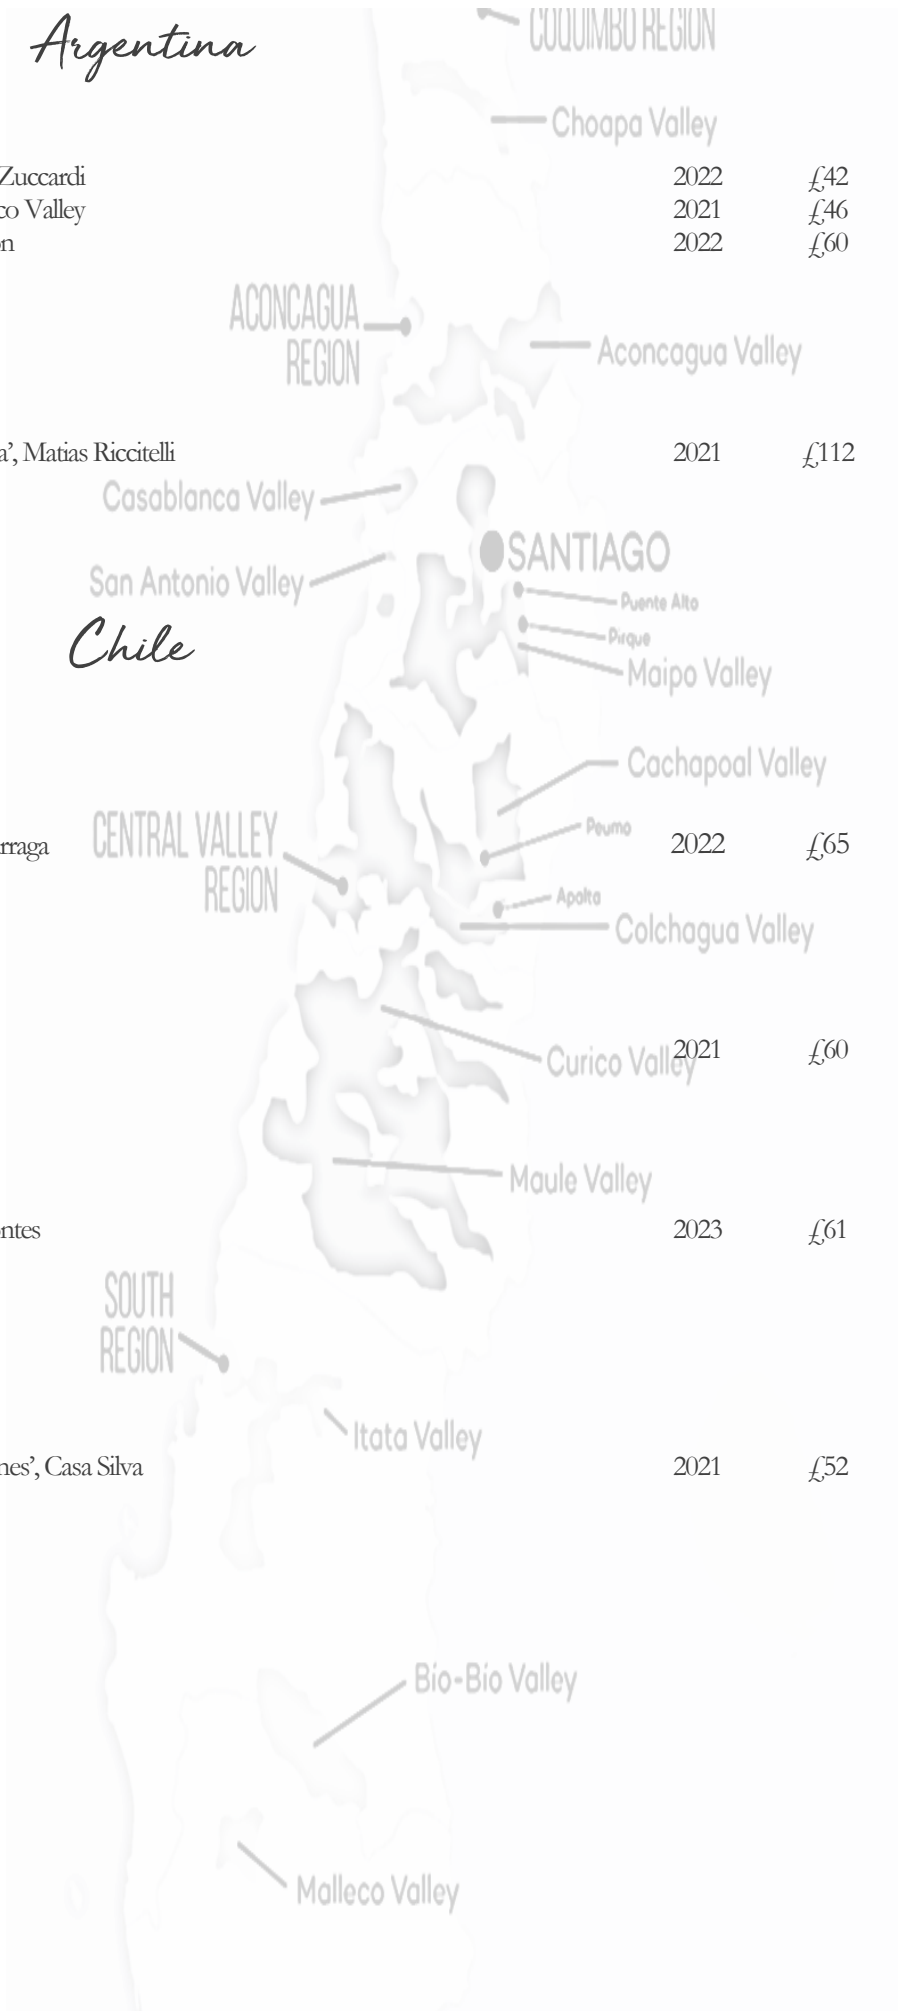 COQUIMBO REGION
Argentina
Choapa Valley
Zuccardi 2022 £42
co Valley 2021 £46
on 2022 £60
ACONCAGUA
REGION
Aconcagua Valley
a’, Matias Riccitelli 2021 £112
Casablanca Valley
SANTIAGO
San Antonio Valley
Puente Alto
Pirque
Chile
Maipo Valley
Cachapoal Valley
Peumo
CENTRAL VALLEY
REGION
rraga 2022 £65
Apalta
Colchagua Valley
Curico Valley
2021 £60
Maule Valley
ontes 2023 £61
SOUTH
REGION
Itata Valley
nes’, Casa Silva 2021 £52
Bio-Bio Valley
Malleco Valley